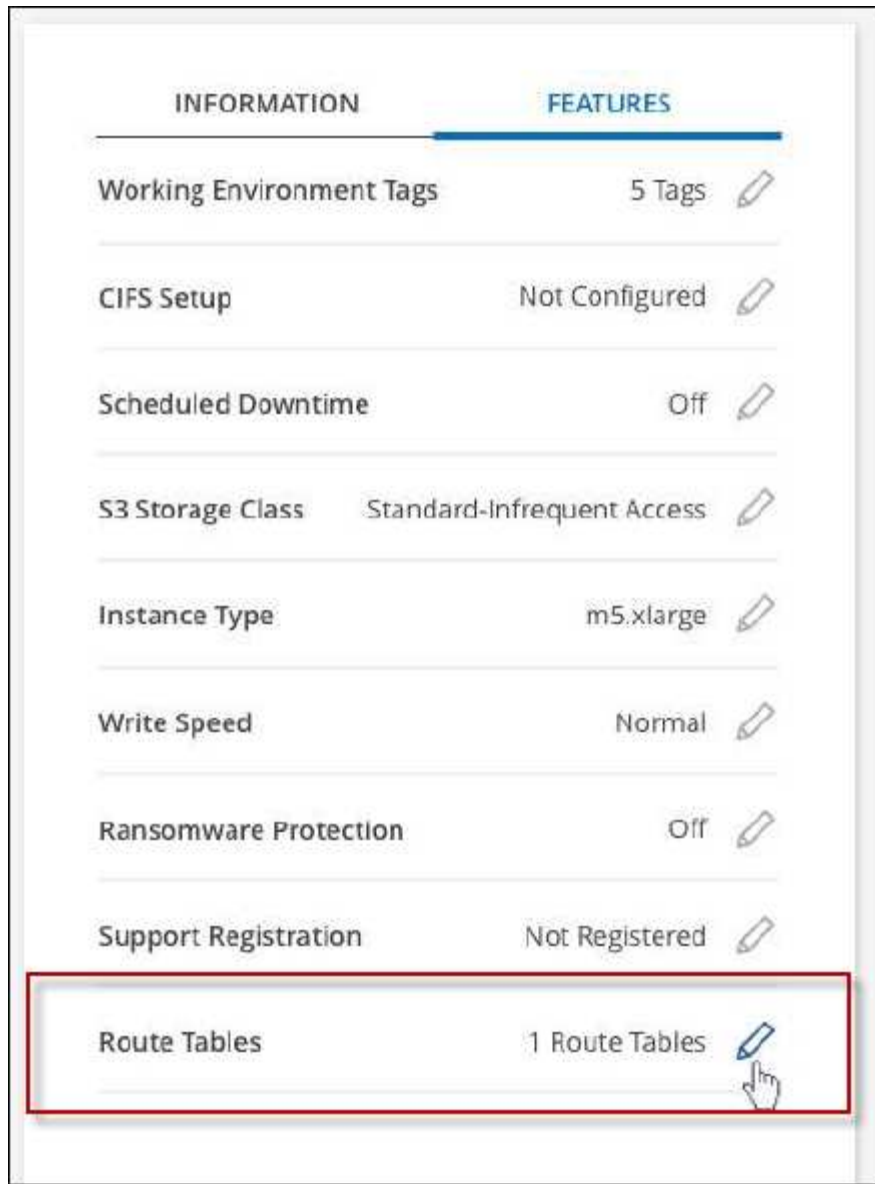 INFORMATION FEATURES
Working Environment Tags 5 Tags
CIFS Setup Not Configured
Scheduled Downtime Off
S3 Storage Class Standard-Infrequent Access
Instance Type m5.xlarge
Write Speed Normal
Ransomware Protection Off
Support Registration Not Registered
Route Tables 1 Route Tables